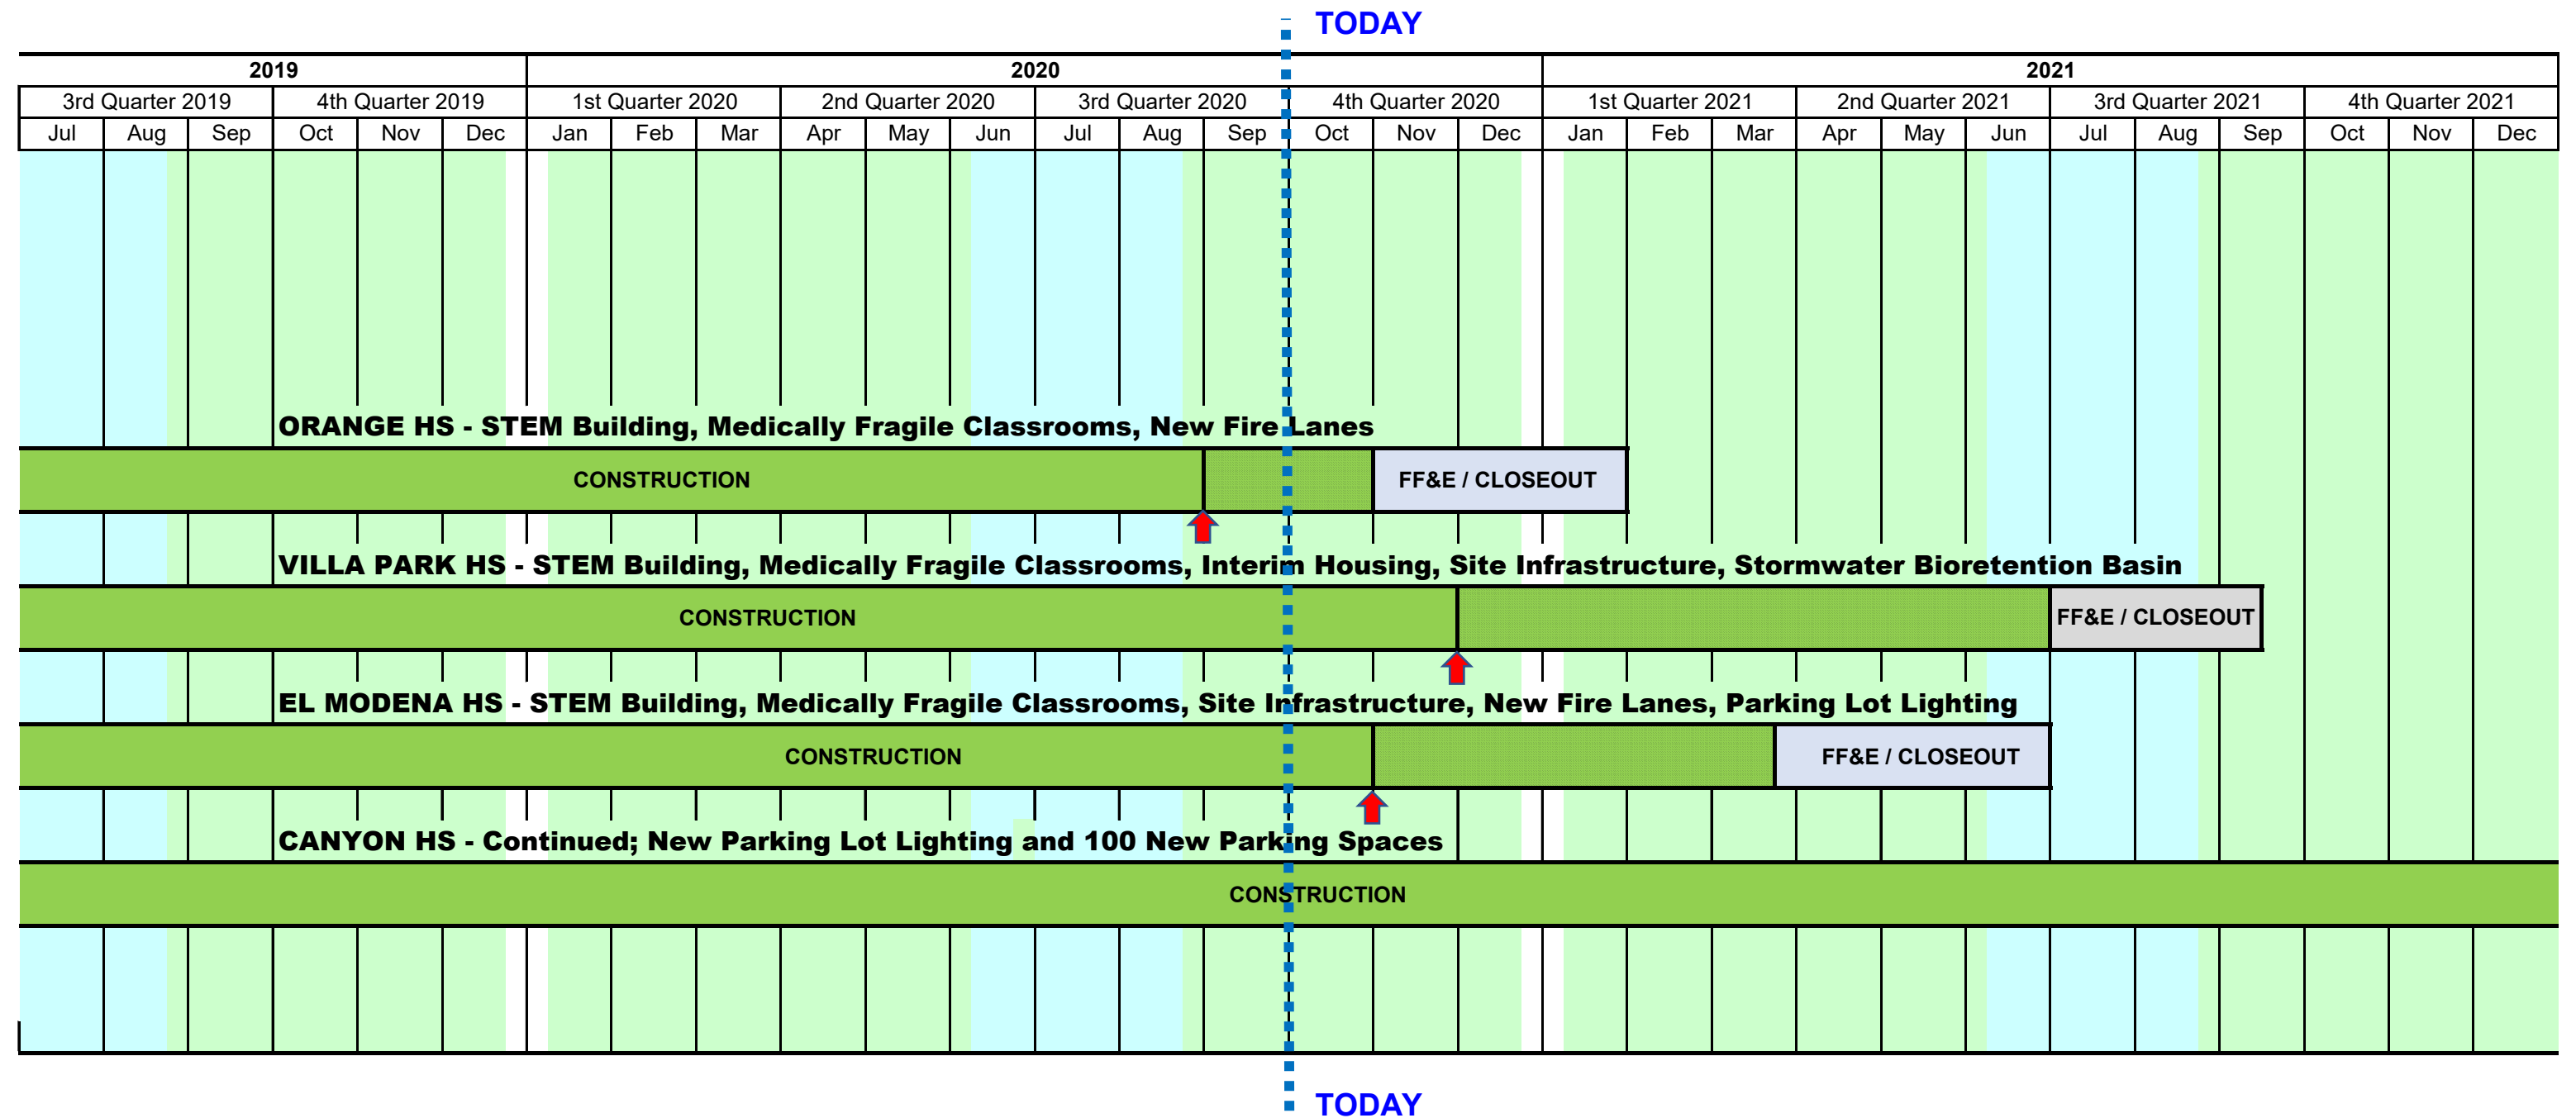 TODAY
2019 2020 2021
3rd Quarter 2019 4th Quarter 2019 1st Quarter 2020 2nd Quarter 2020 3rd Quarter 2020 4th Quarter 2020 1st Quarter 2021 2nd Quarter 2021 3rd Quarter 2021 4th Quarter 2021
Jul Aug Sep Oct Nov Dec Jan Feb Mar Apr May Jun Jul Aug Sep Oct Nov Dec Jan Feb Mar Apr May Jun Jul Aug Sep Oct Nov Dec
ORANGE HS - STEM Building, Medically Fragile Classrooms, New Fire Lanes
CONSTRUCTION FF&E / CLOSEOUT
VILLA PARK HS - STEM Building, Medically Fragile Classrooms, Interim Housing, Site Infrastructure, Stormwater Bioretention Basin
CONSTRUCTION FF&E / CLOSEOUT
EL MODENA HS - STEM Building, Medically Fragile Classrooms, Site Infrastructure, New Fire Lanes, Parking Lot Lighting
CONSTRUCTION FF&E / CLOSEOUT
CANYON HS - Continued; New Parking Lot Lighting and 100 New Parking Spaces
CONSTRUCTION
TODAY